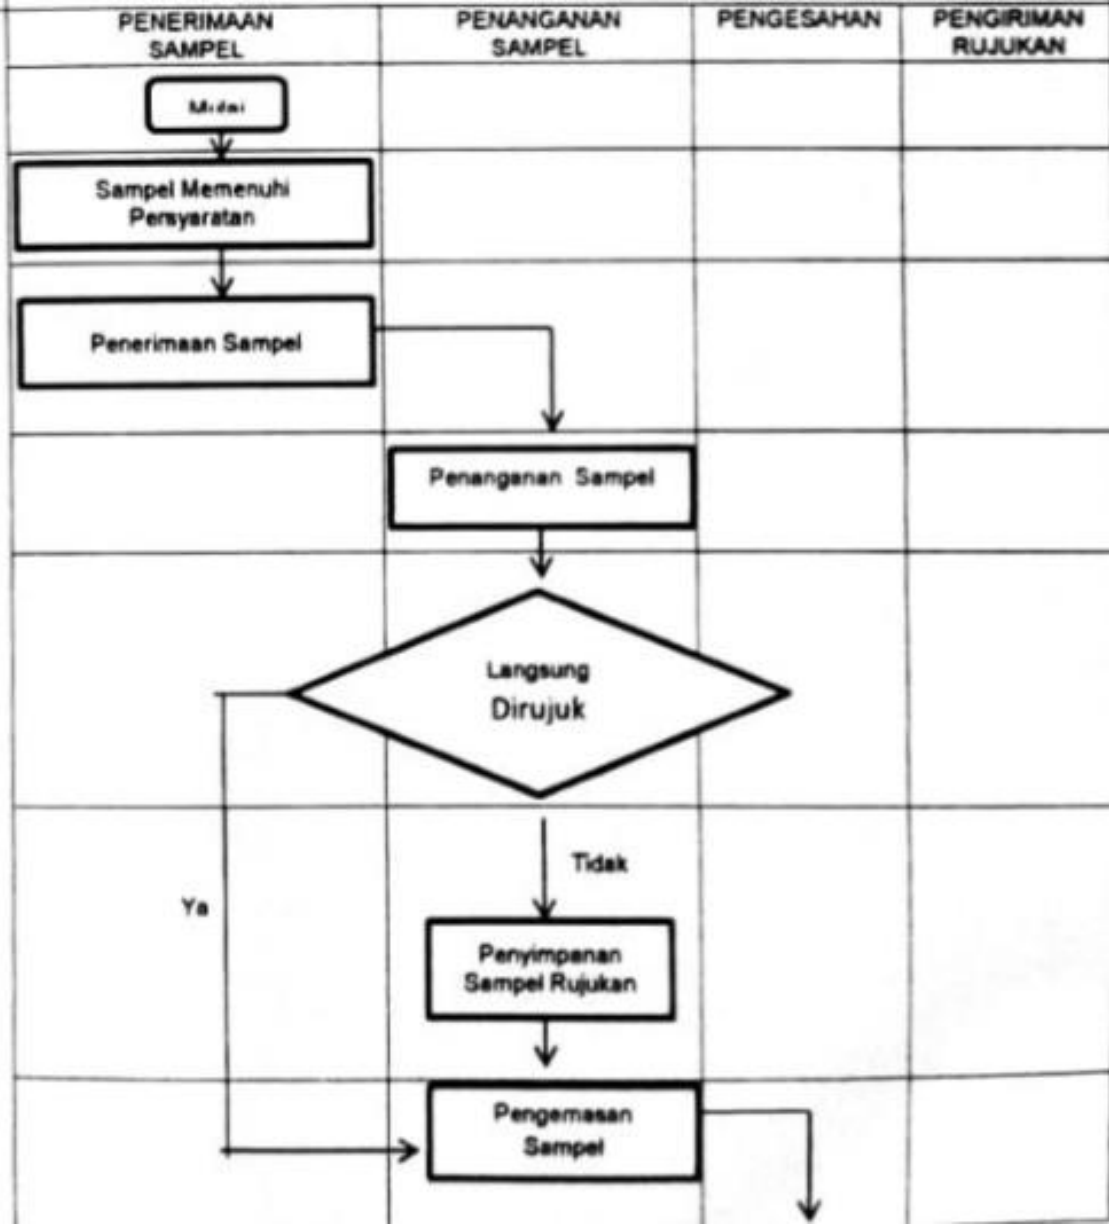 PENERIMAAN
SAMPEL
PENANGANAN
SAMPEL
PENGESAHAN
PENGIRIMAN
RUJUKAN
Mulai
Sampel Memenuhi
Persyaratan
Penerimaan Sampel
Penanganan Sampel
Langsung
Dirujuk
Tidak
Ya
Penyimpanan
Sampel Rujukan
Pengemasan
Sampel